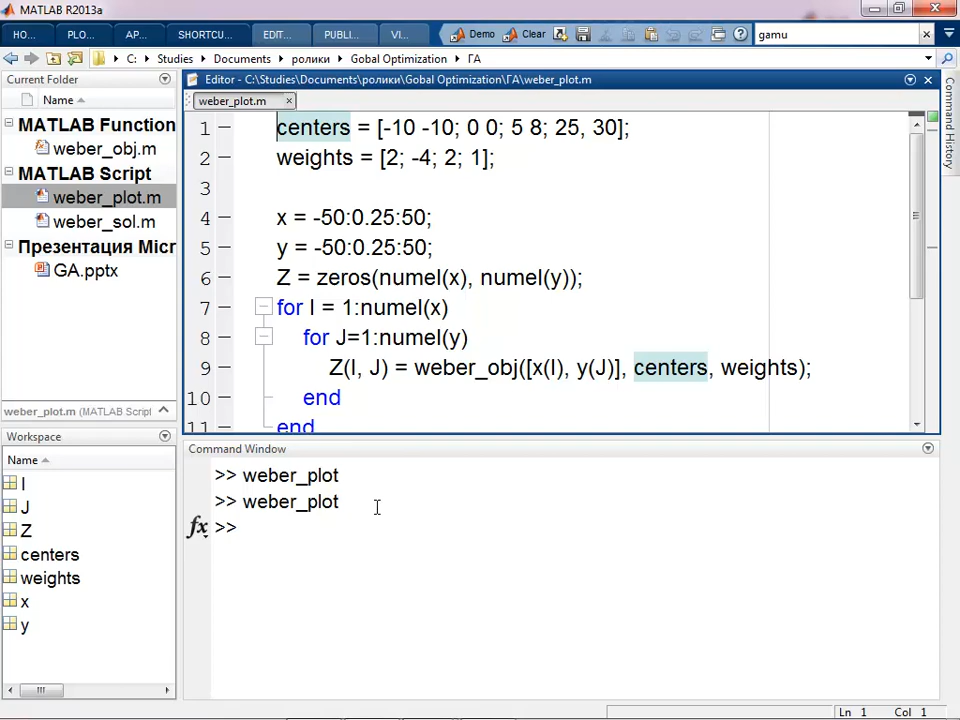 MATLAB R2013a
HO... PLO... AP... SHORTCU... EDIT... PUBLI... VI... Demo Clear gamu
C: Studies Documents ролики Gobal Optimization ГА
Current Folder
Name
MATLAB Function
weber_obj.m
MATLAB Script
weber_plot.m
weber_sol.m
Презентация Micr
GA.pptx
weber_plot.m (MATLAB Script
Workspace
Name
I
J
Z
centers
weights
x
y
Editor - C:\Studies\Documents\ролики\Gobal Optimization\ГА\weber_plot.m
weber_plot.m
1 centers = [-10 -10; 0 0; 5 8; 25, 30];
2 weights = [2; -4; 2; 1];
3
4 x = -50:0.25:50;
5 y = -50:0.25:50;
6 Z = zeros(numel(x), numel(y));
7 for I = 1:numel(x)
8 for J=1:numel(y)
9 Z(I, J) = weber_obj([x(I), y(J)], centers, weights);
10 end
11 end
Command Window
>> weber_plot
>> weber_plot
fx >>
Command History
Ln 1 Col 1